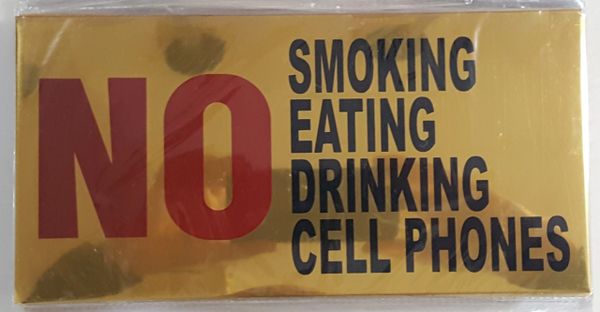 NO
SMOKING
EATING
DRINKING
CELL PHONES